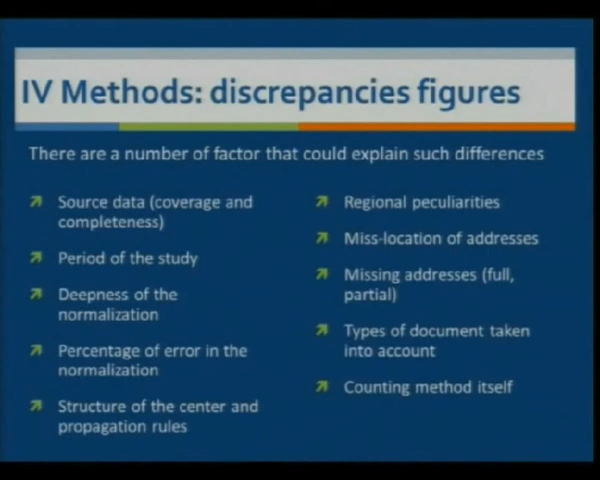 IV Methods: discrepancies figures
There are a number of factor that could explain such differences
Source data (coverage and
completeness)
Period of the study
Deepness of the
normalization
Percentage of error in the
normalization
Structure of the center and
propagation rules
Regional peculiarities
Miss-location of addresses
Missing addresses (full,
partial)
Types of document taken
into account
Counting method itself